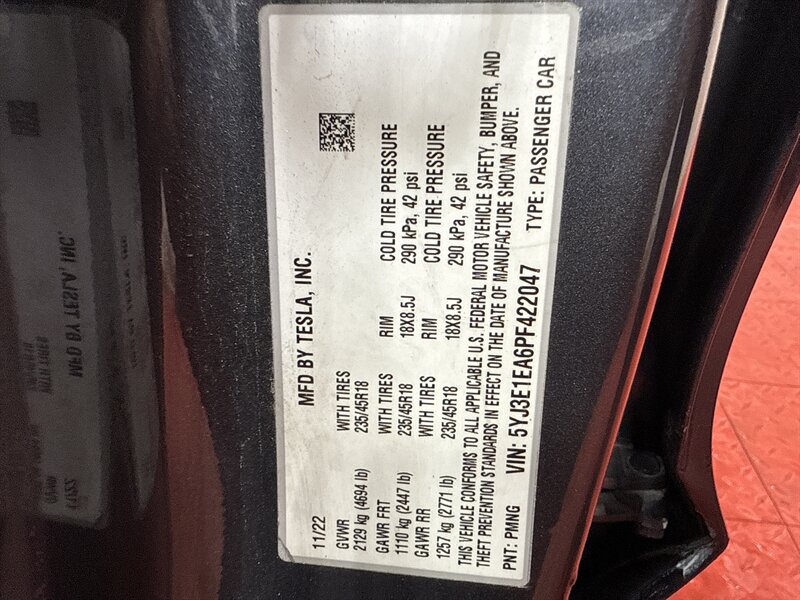 MFD BY TESLA, INC.
11/22
GVWR WITH TIRES RIM COLD TIRE PRESSURE
2129 kg (4694 lb) 235/45R18
GAWR FRT WITH TIRES RIM COLD TIRE PRESSURE
1110 kg (2447 lb) 235/45R18 18X8.5J 290 kPa, 42 psi
GAWR RR WITH TIRES RIM COLD TIRE PRESSURE
1257 kg (2771 lb) 235/45R18 18X8.5J 290 kPa, 42 psi
THIS VEHICLE CONFORMS TO ALL APPLICABLE U.S. FEDERAL MOTOR VEHICLE SAFETY, BUMPER, AND
THEFT PREVENTION STANDARDS IN EFFECT ON THE DATE OF MANUFACTURE SHOWN ABOVE.
PNT: PMNG VIN: 5YJ3E1EA6PF422047 TYPE: PASSENGER CAR